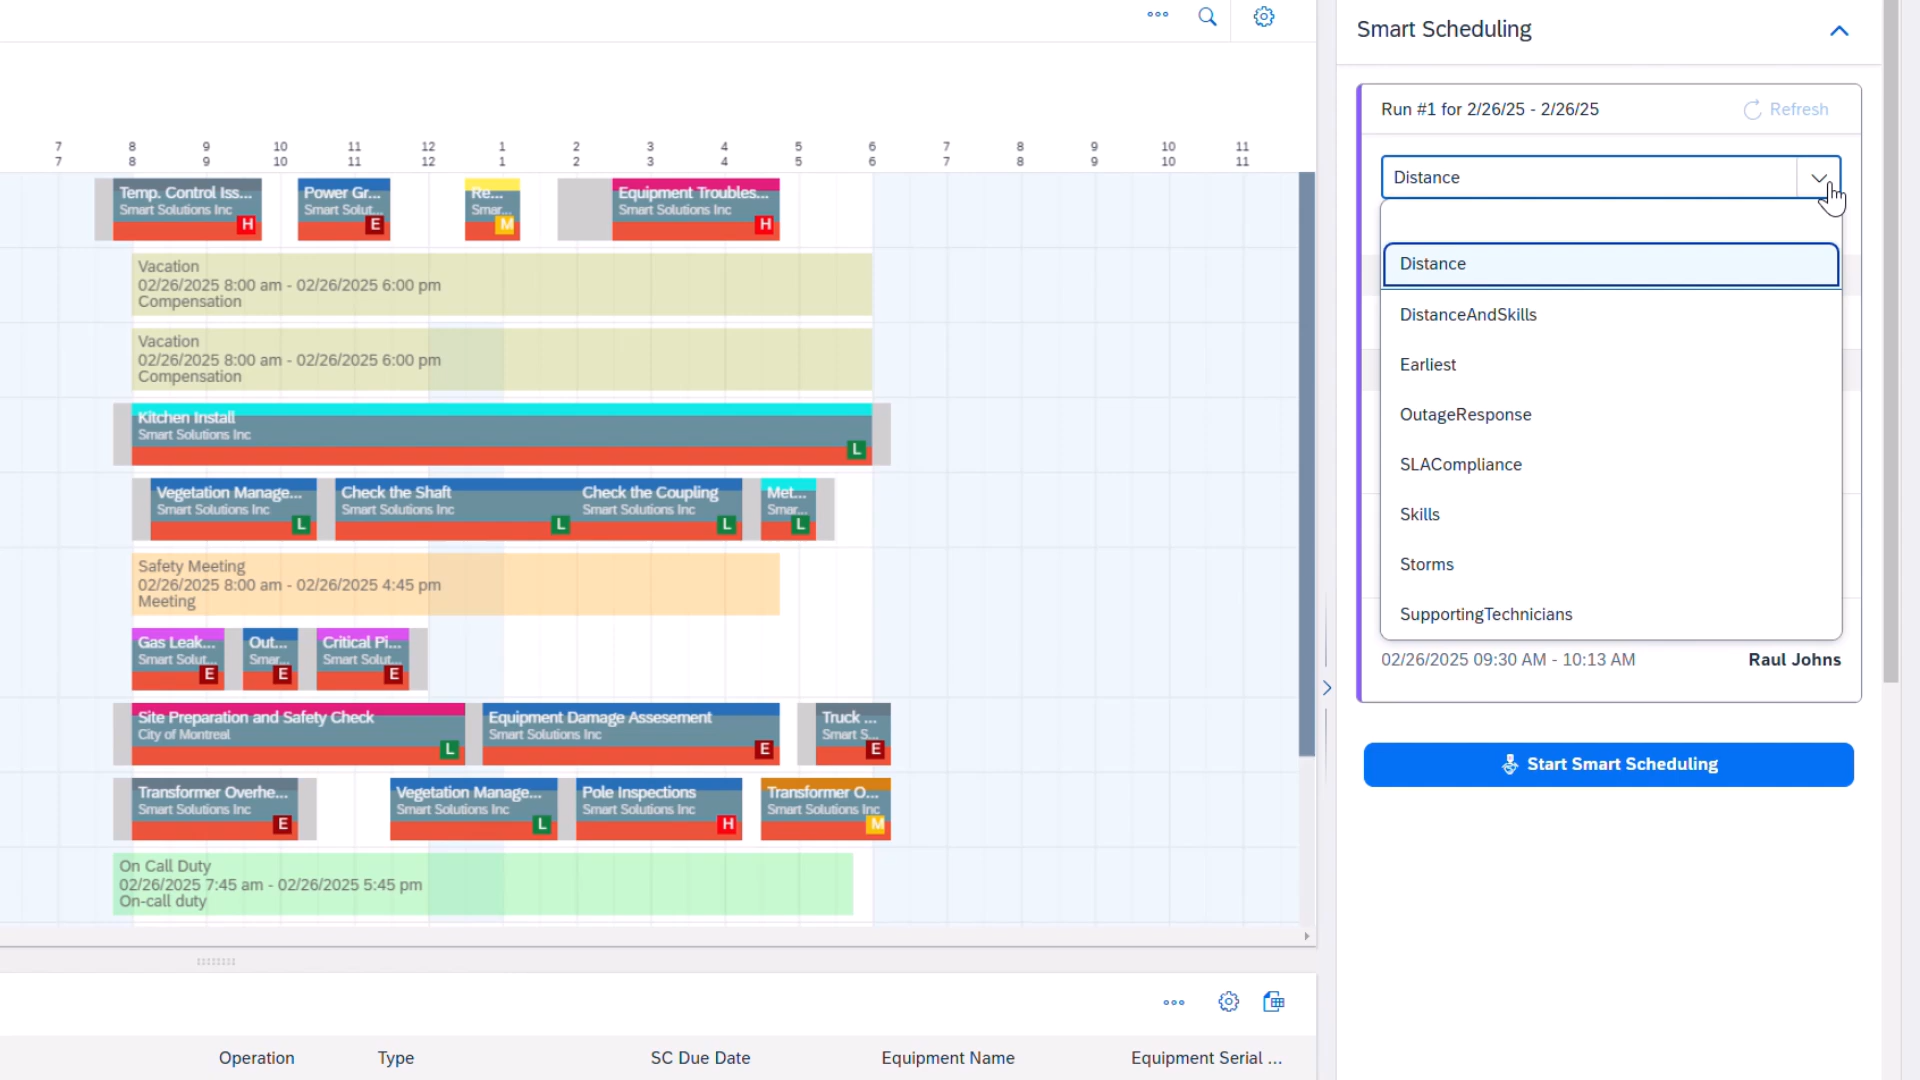 Smart Scheduling
Run #1 for 2/26/25 - 2/26/25
Refresh
Distance
Distance
DistanceAndSkills
Earliest
OutageResponse
SLACompliance
Skills
Storms
SupportingTechnicians
02/26/2025 09:30 AM - 10:13 AM
Raul Johns
Start Smart Scheduling
7 8 9 10 11 12 1 2 3 4 5 6 7 8 9 10 11
7 8 9 10 11 12 1 2 3 4 5 6 7 8 9 10 11
Temp. Control Iss...
Smart Solutions Inc
H
Power Gr...
Smart Solut...
E
Re...
Smar...
M
Equipment Troubles...
Smart Solutions Inc
H
Vacation
02/26/2025 8:00 am - 02/26/2025 6:00 pm
Compensation
Vacation
02/26/2025 8:00 am - 02/26/2025 6:00 pm
Compensation
Kitchen Install
Smart Solutions Inc
L
Vegetation Manage...
Smart Solutions Inc
L
Check the Shaft
Smart Solutions Inc
L
Check the Coupling
Smart Solutions Inc
L
Met...
Smar...
L
Safety Meeting
02/26/2025 8:00 am - 02/26/2025 4:45 pm
Meeting
Gas Leak...
Smart Solut...
E
Out...
Smar...
E
Critical Pi...
Smart Solut...
E
Site Preparation and Safety Check
City of Montreal
L
Equipment Damage Assesement
Smart Solutions Inc
E
Truck ...
Smart S...
E
Transformer Overhe...
Smart Solutions Inc
E
Vegetation Manage...
Smart Solutions Inc
L
Pole Inspections
Smart Solutions Inc
H
Transformer O...
Smart Solutions Inc
M
On Call Duty
02/26/2025 7:45 am - 02/26/2025 5:45 pm
On-call duty
Operation
Type
SC Due Date
Equipment Name
Equipment Serial ...